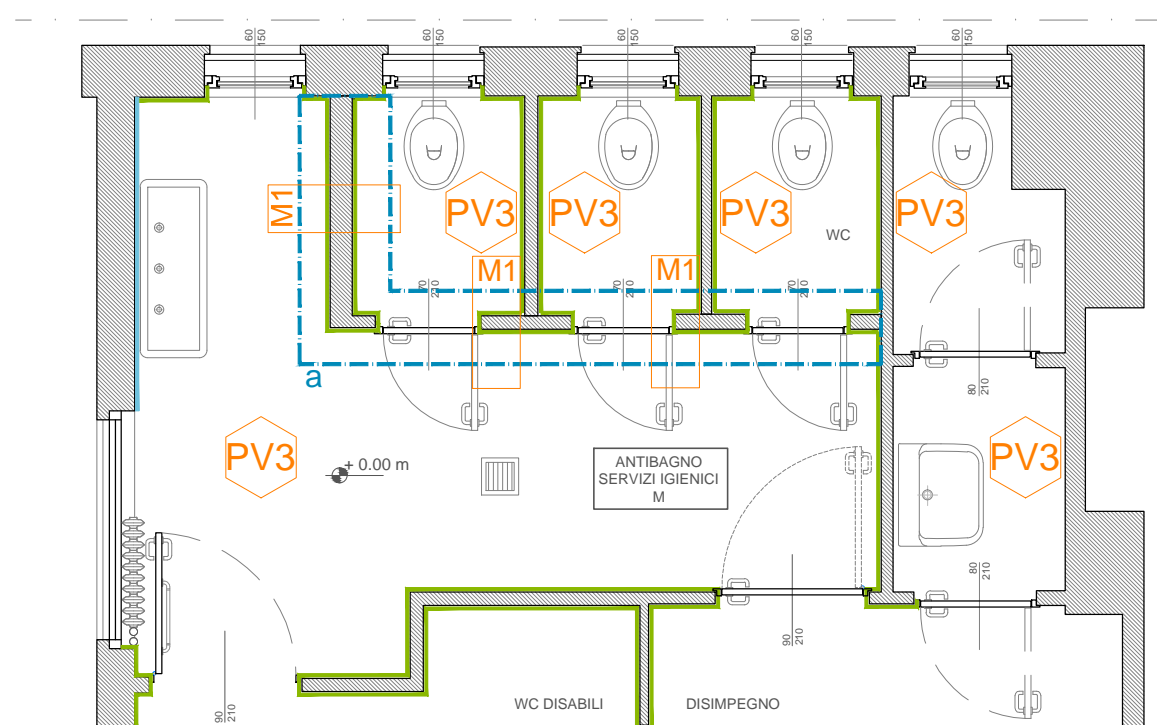 60
150
60
150
60
150
60
150
60
150
M1
PV3
PV3
PV3
PV3
WC
M1
M1
70
210
70
210
70
210
a
80
210
PV3
+ 0.00 m
ANTIBAGNO
SERVIZI IGIENICI
M
PV3
80
210
90
210
WC DISABILI
DISIMPEGNO
90
210